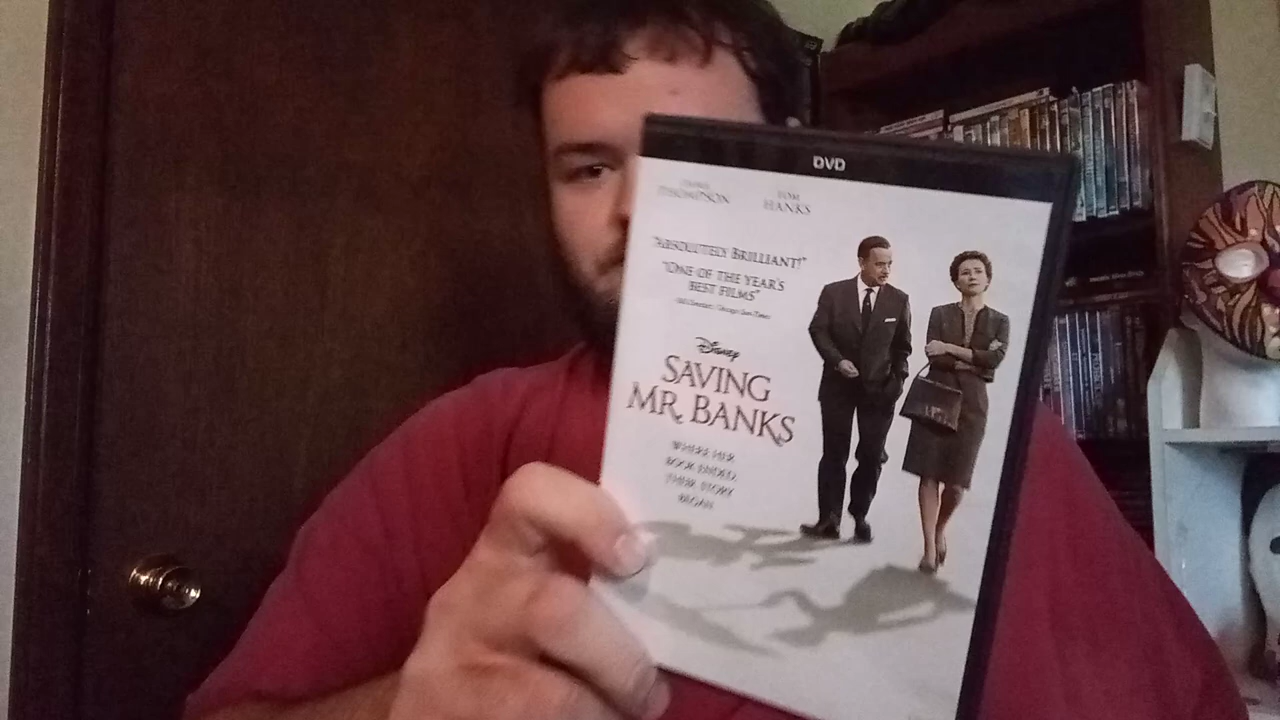 DVD
EMMA THOMPSON
TOM HANKS
"ABSOLUTELY BRILLIANT!"
"ONE OF THE YEAR'S
BEST FILMS"
Disney
SAVING
MR. BANKS
WHERE HER
BOOK ENDED,
THEIR STORY
BEGAN